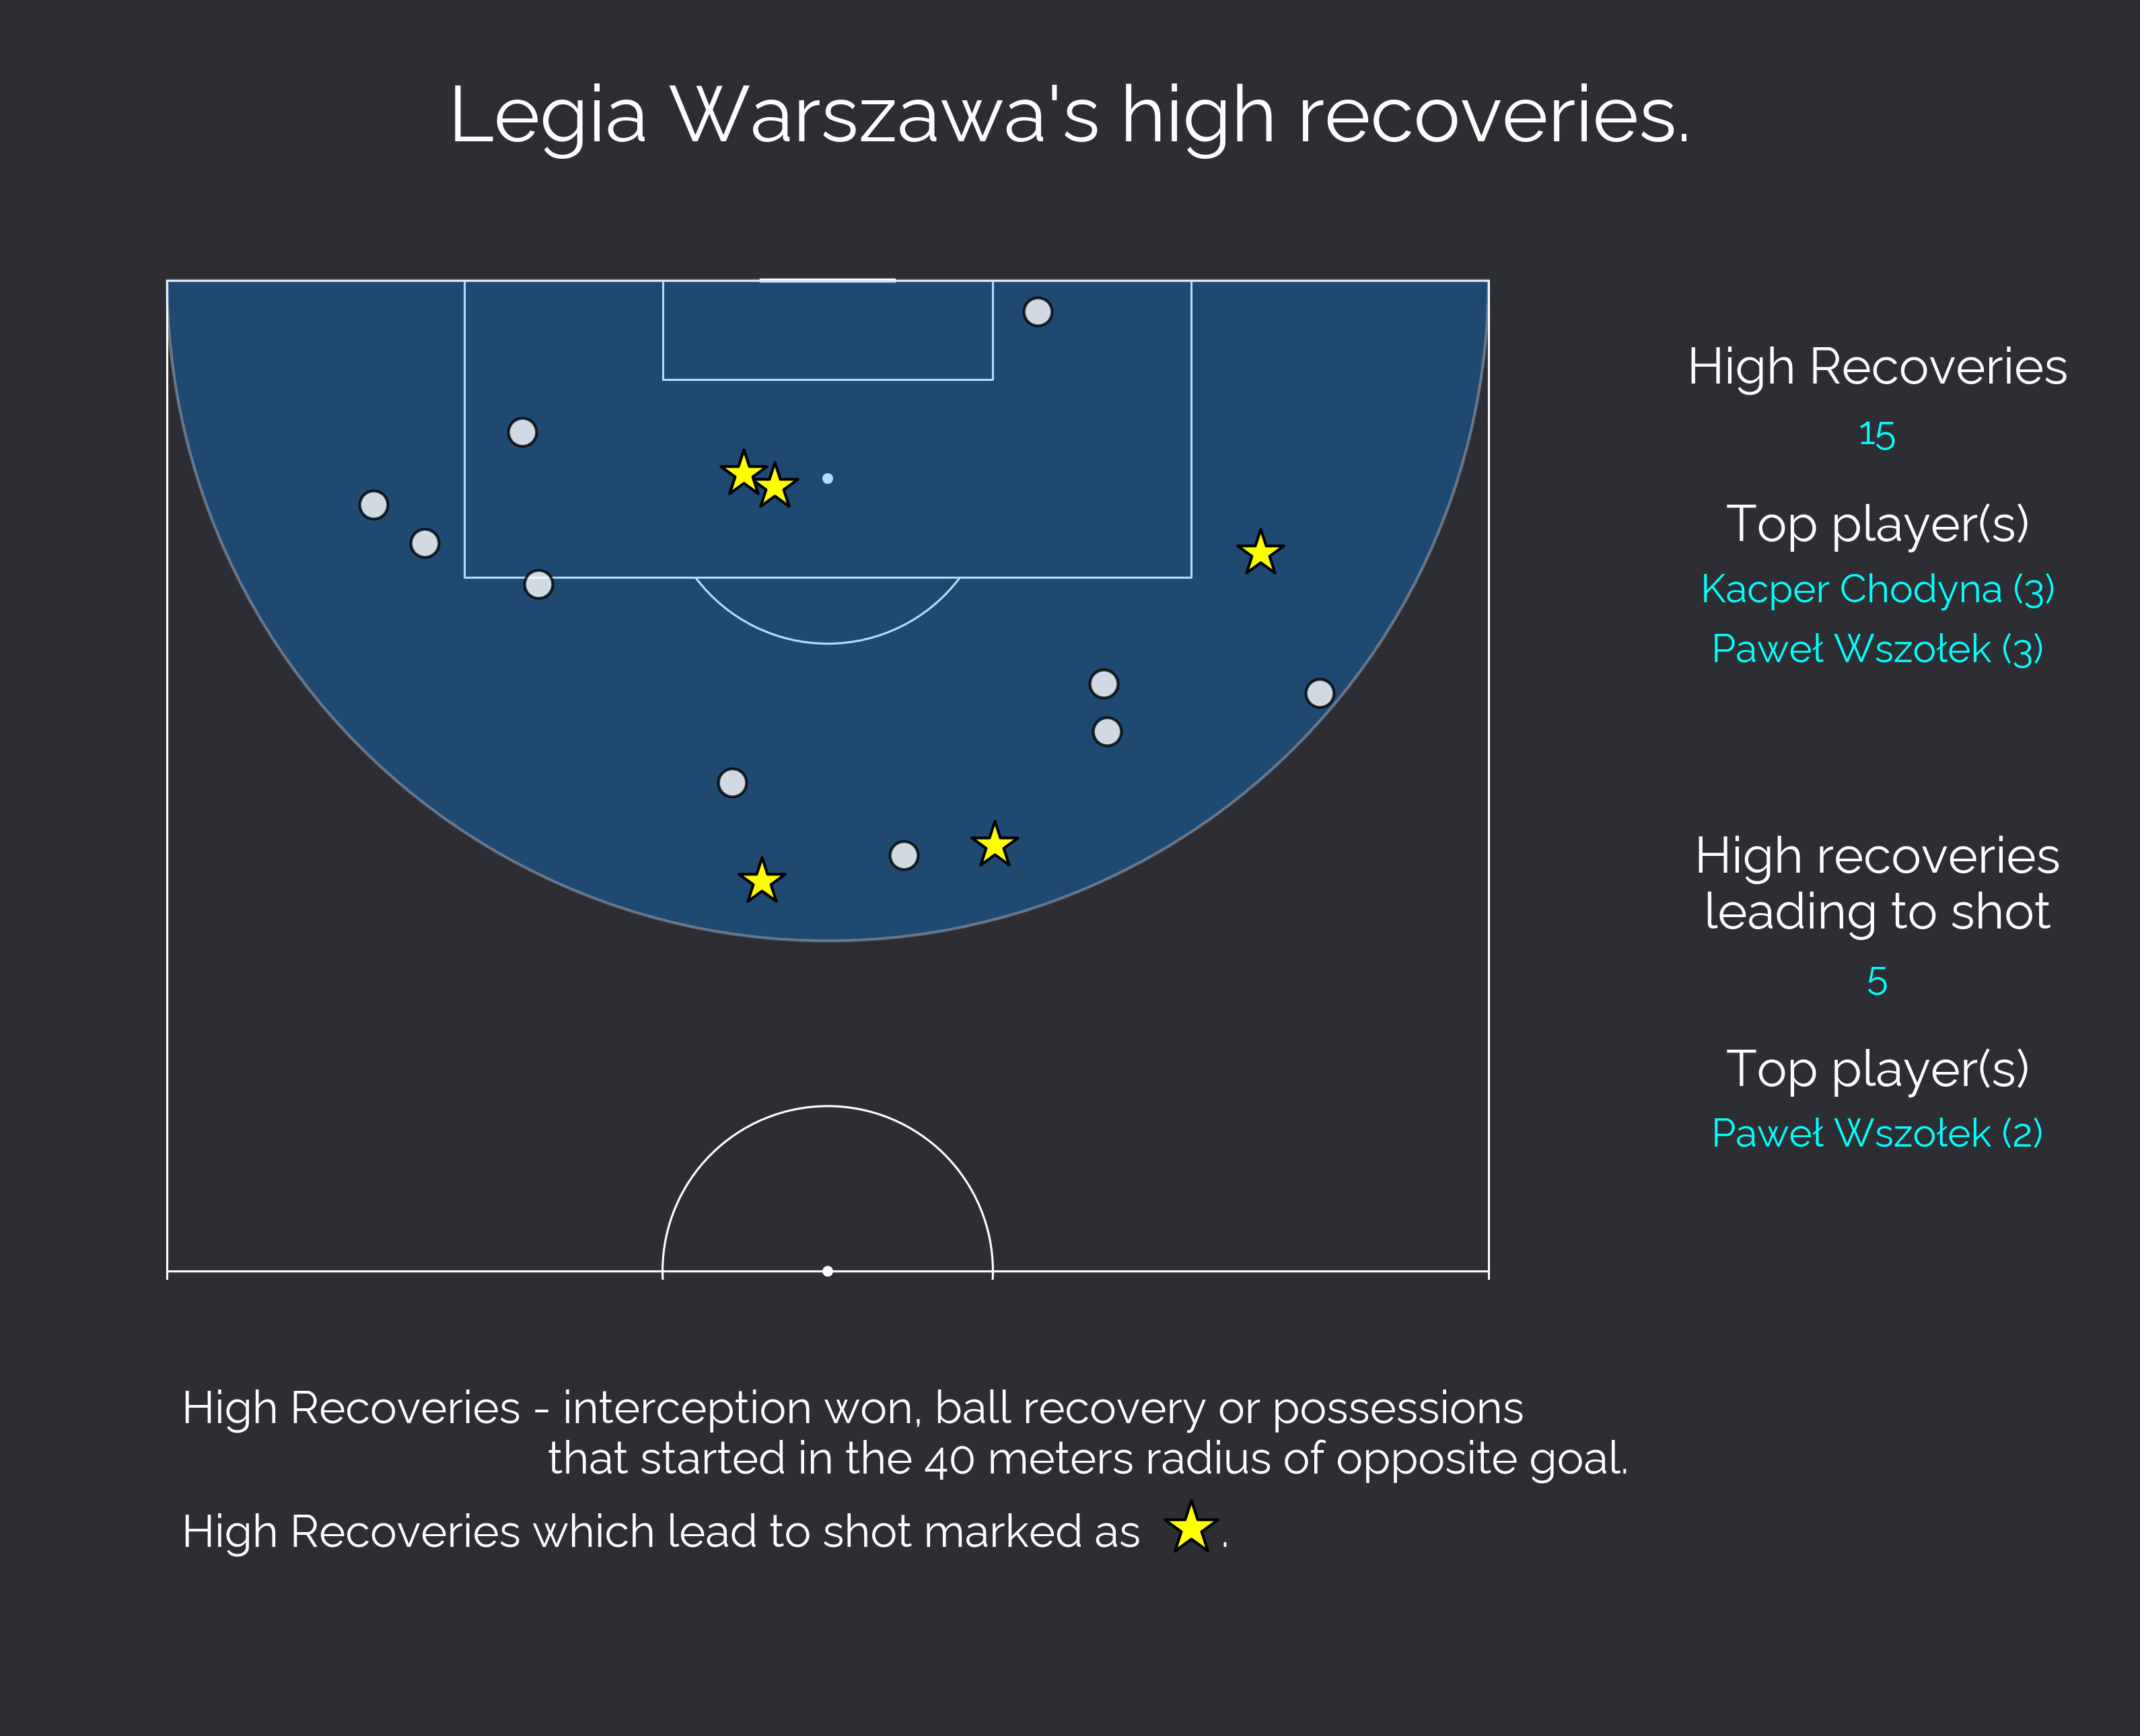 Legia Warszawa's high recoveries.
High Recoveries
15
Top player(s)
Kacper Chodyna (3)
Paweł Wszołek (3)
High recoveries
leading to shot
5
Top player(s)
Paweł Wszołek (2)
High Recoveries - interception won, ball recovery or possessions
that started in the 40 meters radius of opposite goal.
High Recoveries which lead to shot marked as .